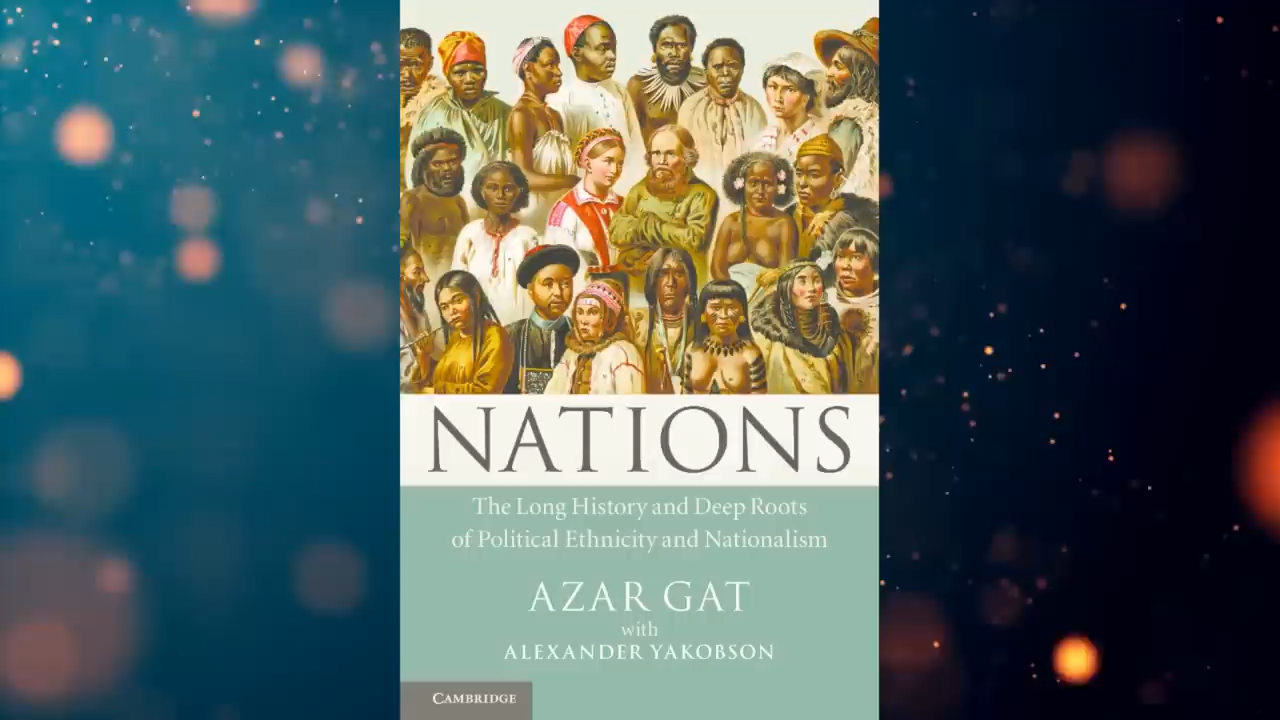 NATIONS
The Long History and Deep Roots
of Political Ethnicity and Nationalism
AZAR GAT
with
ALEXANDER YAKOBSON
CAMBRIDGE